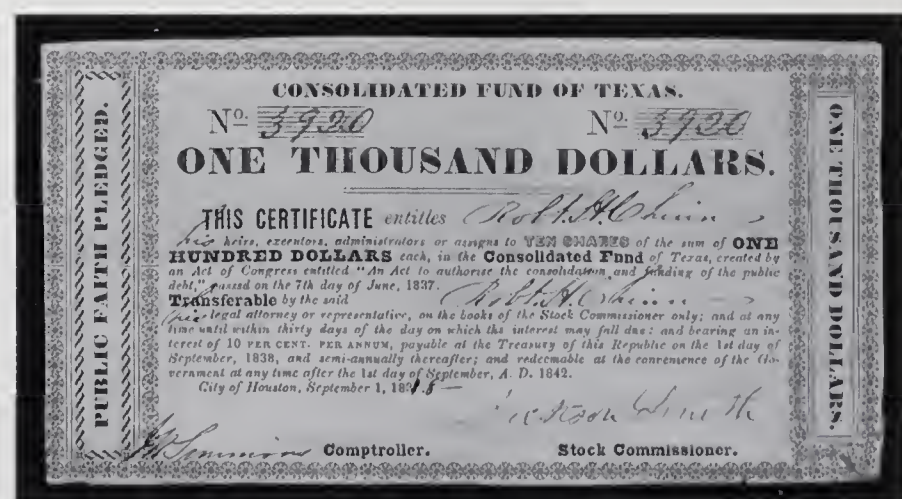 CONSOLIDATED FUND OF TEXAS.
No. 3920 No. 3920
ONE THOUSAND DOLLARS.
THIS CERTIFICATE entitles Robt. H. Chinn
his heirs, executors, administrators or assigns to TEN SHARES of the sum of ONE
HUNDRED DOLLARS each, in the Consolidated Fund of Texas, created by
an Act of Congress entitled "An Act to authorise the consolidation and funding of the public
debt," passed on the 7th day of June, 1837.
Transferable by the said Robt. H. Chinn
his legal attorney or representative, on the books of the Stock Commissioner only; and at any
time until within thirty days of the day on which the interest may fall due: and bearing an in-
terest of 10 PER CENT. PER ANNUM, payable at the Treasury of this Republic on the 1st day of
September, 1838, and semi-annually thereafter; and redeemable at the convenience of the Go-
vernment at any time after the 1st day of September, A. D. 1842.
City of Houston, September 1, 183
Simmons Comptroller. Smith Stock Commissioner.
PUBLIC FAITH PLEDGED.
ONE THOUSAND DOLLARS.